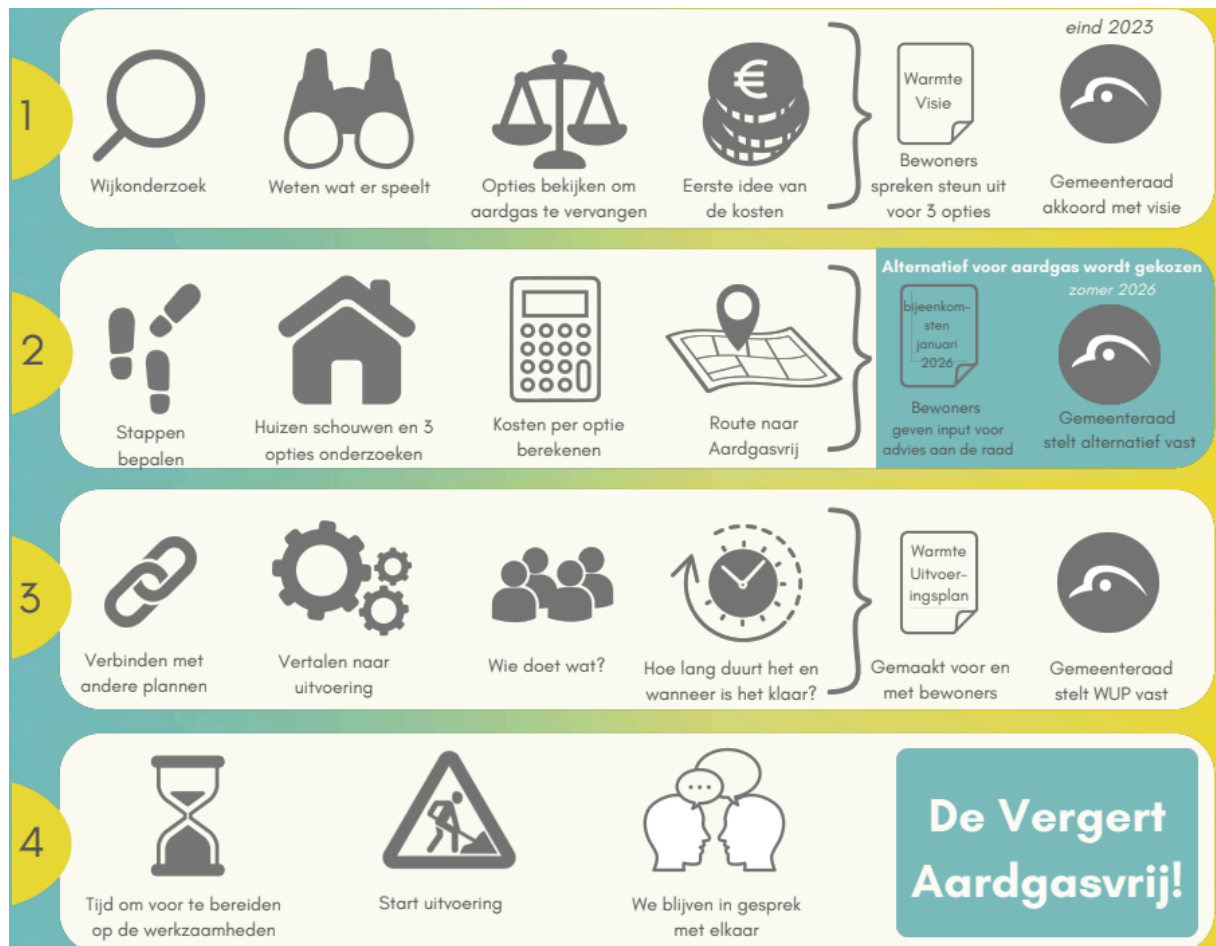 1
Wijkonderzoek
Weten wat er speelt
Opties bekijken om
aardgas te vervangen
€
Eerste idee van
de kosten
Warmte
Visie
Bewoners
spreken steun uit
voor 3 opties
eind 2023
Gemeenteraad
akkoord met visie
2
Stappen
bepalen
Huizen schouwen en 3
opties onderzoeken
Kosten per optie
berekenen
Route naar
Aardgasvrij
Alternatief voor aardgas wordt gekozen
bijeenkom-
sten
januari
2026
Bewoners
geven input voor
advies aan de raad
zomer 2026
Gemeenteraad
stelt alternatief vast
3
Verbinden met
andere plannen
Vertalen naar
uitvoering
Wie doet wat?
Hoe lang duurt het en
wanneer is het klaar?
Warmte
Uitvoer-
ingsplan
Gemaakt voor en
met bewoners
Gemeenteraad
stelt WUP vast
4
Tijd om voor te bereiden
op de werkzaamheden
Start uitvoering
We blijven in gesprek
met elkaar
De Vergert
Aardgasvrij!